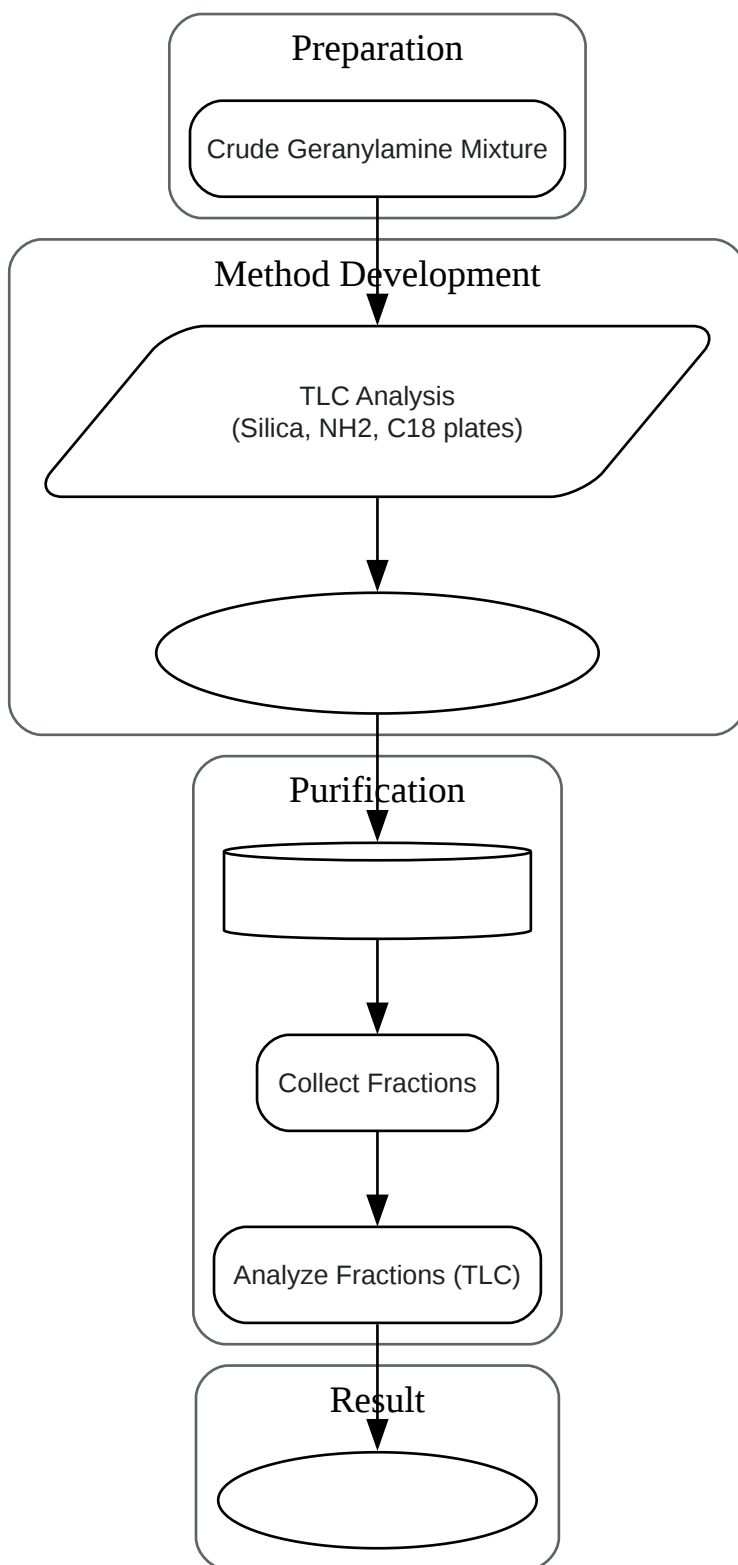 Preparation
Crude Geranylamine Mixture
Method Development
TLC Analysis
(Silica, NH2, C18 plates)
Purification
Collect Fractions
Analyze Fractions (TLC)
Result